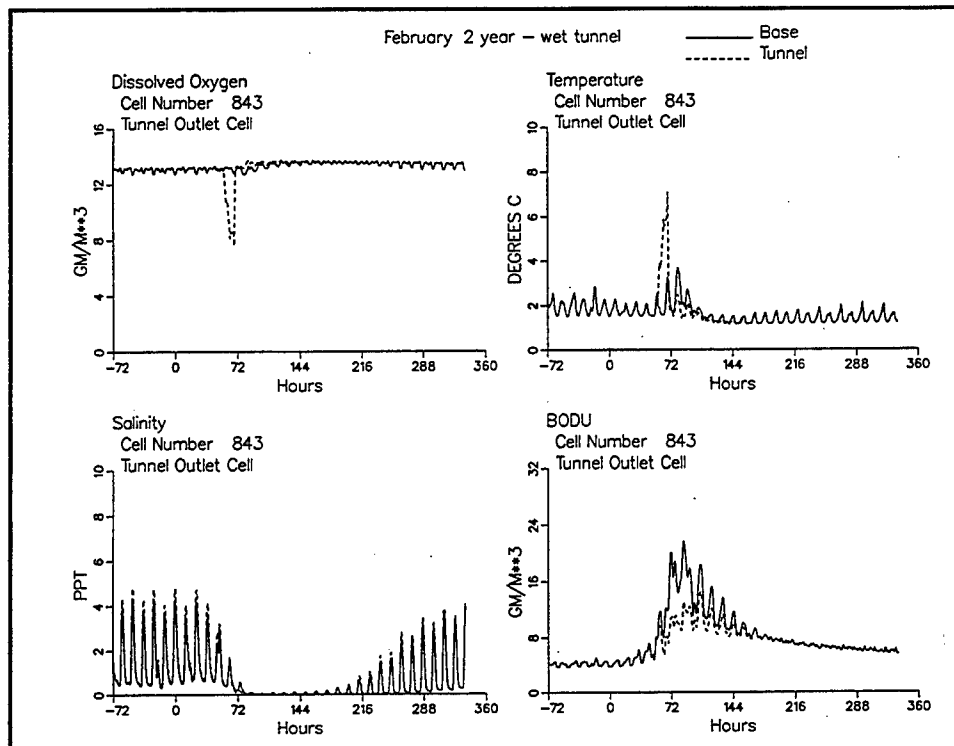 February 2 year – wet tunnel
Base
Tunnel
Dissolved Oxygen
Cell Number 843
Tunnel Outlet Cell
16
12
8
4
0
GM/M**3
-72 0 72 144 216 288 360
Hours
Temperature
Cell Number 843
Tunnel Outlet Cell
10
8
6
4
2
0
DEGREES C
-72 0 72 144 216 288 360
Hours
Salinity
Cell Number 843
Tunnel Outlet Cell
10
8
6
4
2
0
PPT
-72 0 72 144 216 288 360
Hours
BODU
Cell Number 843
Tunnel Outlet Cell
32
24
16
8
0
GM/M**3
-72 0 72 144 216 288 360
Hours